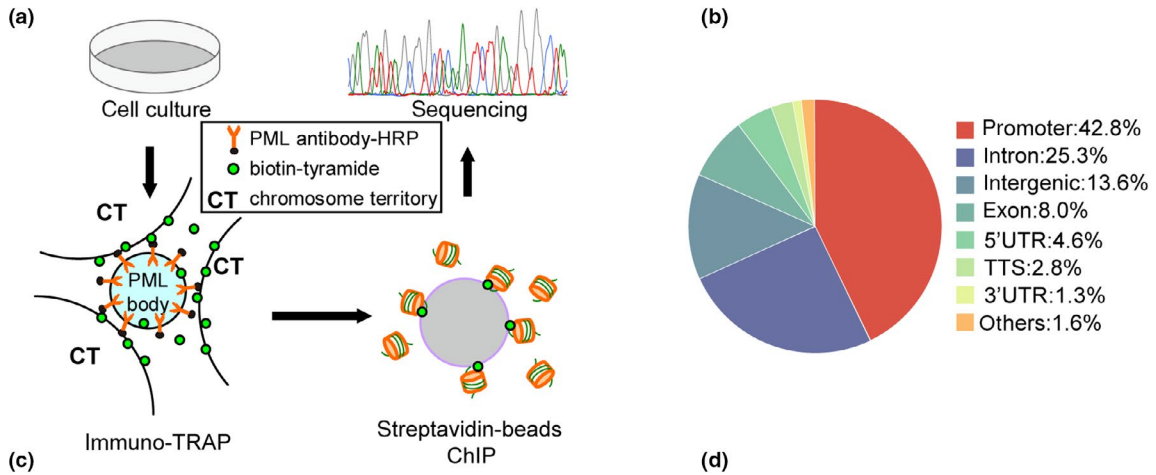 (a)
Cell culture
Sequencing
PML antibody-HRP
biotin-tyramide
CT chromosome territory
CT
CT
PML
body
CT
Immuno-TRAP
Streptavidin-beads
ChIP
(b)
Promoter:42.8%
Intron:25.3%
Intergenic:13.6%
Exon:8.0%
5'UTR:4.6%
TTS:2.8%
3'UTR:1.3%
Others:1.6%
(c)
(d)